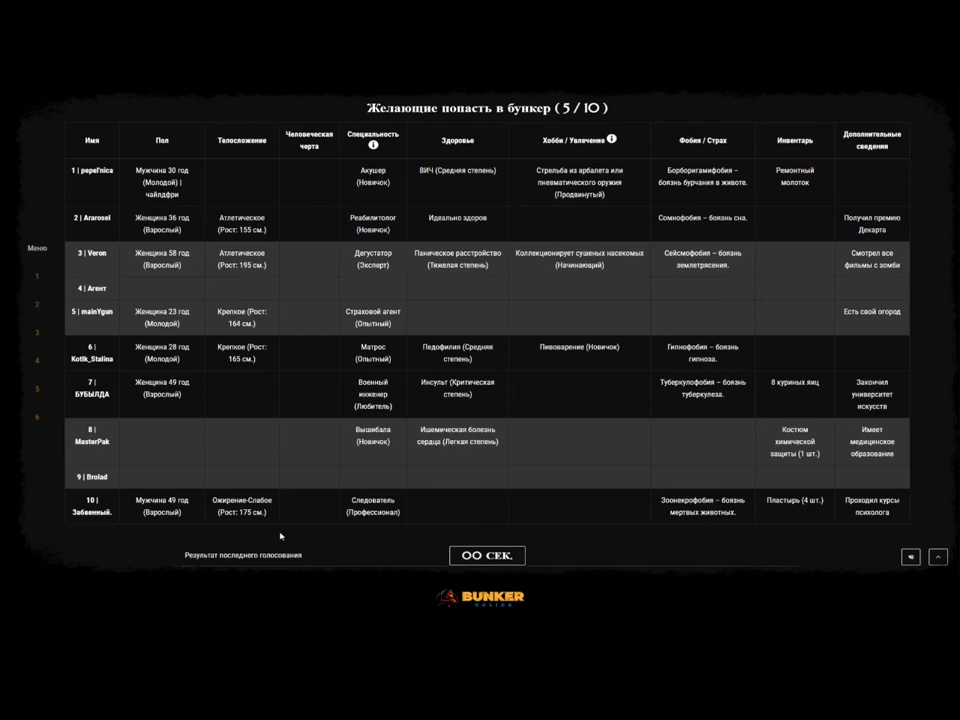 Желающие попасть в бункер ( 5 / 10 )
Имя Пол Телосложение Человеческая черта Специальность Здоровье Хобби / Увлечение Фобия / Страх Инвентарь Дополнительные сведения
1 | pepel'nica Мужчина 30 год (Молодой) | чайлдфри Акушер (Новичок) ВИЧ (Средняя степень) Стрельба из арбалета или пневматического оружия (Продвинутый) Борборигамифобия – боязнь бурчания в животе. Ремонтный молоток
2 | Ararosel Женщина 36 год (Взрослый) Атлетическое (Рост: 155 см.) Реабилитолог (Новичок) Идеально здоров Сомнофобия – боязнь сна. Получил премию Декарта
Меню
3 | Veron Женщина 58 год (Взрослый) Атлетическое (Рост: 195 см.) Дегустатор (Эксперт) Паническое расстройство (Тяжелая степень) Коллекционирует сушеных насекомых (Начинающий) Сейсмофобия – боязнь землетрясения. Смотрел все фильмы с зомби
1
4 | Агент
2
5 | mainYgun Женщина 23 год (Молодой) Крепкое (Рост: 164 см.) Страховой агент (Опытный) Есть свой огород
3
6 | Kotik_Stalina Женщина 28 год (Молодой) Крепкое (Рост: 165 см.) Матрос (Опытный) Педофилия (Средняя степень) Пивоварение (Новичок) Гипнофобия – боязнь гипноза.
4
7 | БУБЫЛДА Женщина 49 год (Взрослый) Военный инженер (Любитель) Инсульт (Критическая степень) Туберкулофобия – боязнь туберкулеза. 8 куриных яиц Закончил университет искусств
5
6
8 | MasterPak Вышибала (Новичок) Ишемическая болезнь сердца (Легкая степень) Костюм химической защиты (1 шт.) Имеет медицинское образование
9 | Brolad
10 | Забвенный. Мужчина 49 год (Взрослый) Ожирение-Слабое (Рост: 175 см.) Следователь (Профессионал) Зоонекрофобия – боязнь мертвых животных. Пластырь (4 шт.) Проходил курсы психолога
Результат последнего голосования
00 СЕК.
BUNKER
ONLINE